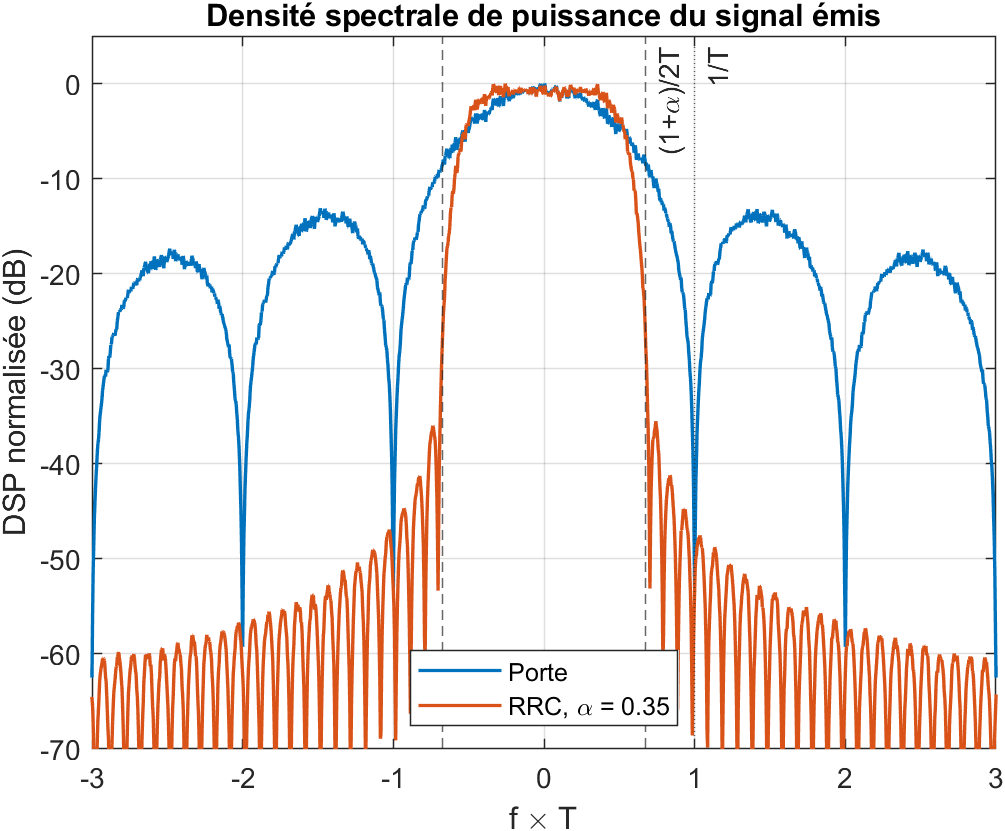 Densité spectrale de puissance du signal émis
0
-10
-20
-30
-40
-50
-60
-70
DSP normalisée (dB)
(1+α)/2T
1/T
Porte
RRC, α = 0.35
-3
-2
-1
0
1
2
3
f × T